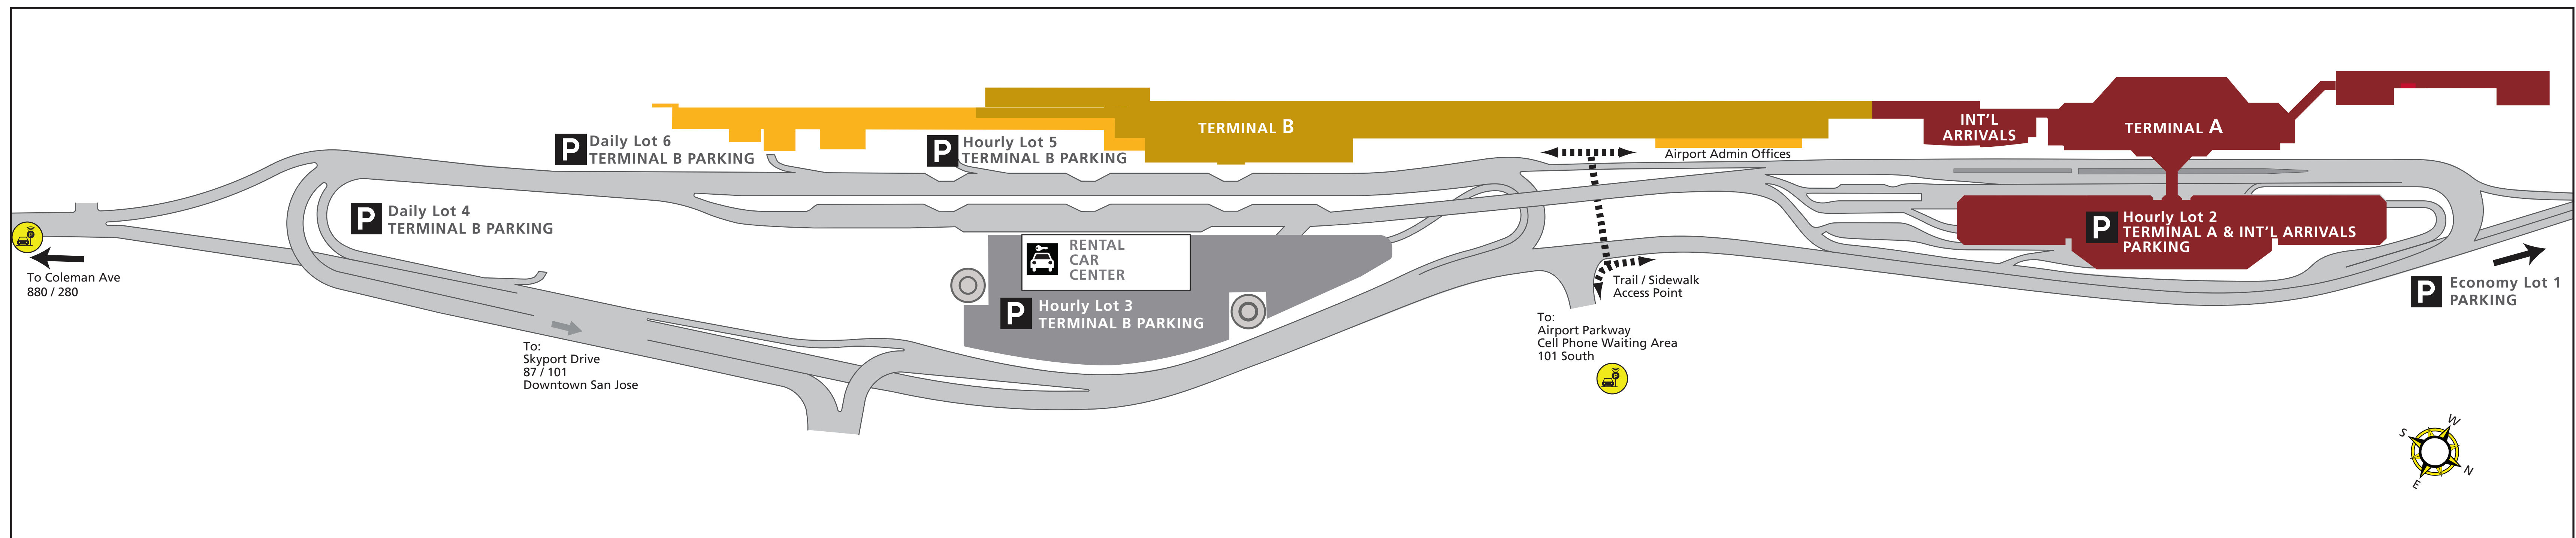 Daily Lot 6
TERMINAL B PARKING
Hourly Lot 5
TERMINAL B PARKING
TERMINAL B
Airport Admin Offices
INT'L
ARRIVALS
TERMINAL A
Daily Lot 4
TERMINAL B PARKING
To Coleman Ave
880 / 280
RENTAL
CAR
CENTER
Hourly Lot 3
TERMINAL B PARKING
Hourly Lot 2
TERMINAL A & INT'L ARRIVALS
PARKING
Trail / Sidewalk
Access Point
Economy Lot 1
PARKING
To:
Skyport Drive
87 / 101
Downtown San Jose
To:
Airport Parkway
Cell Phone Waiting Area
101 South
P
P
P
P
P
P
S
W
N
E